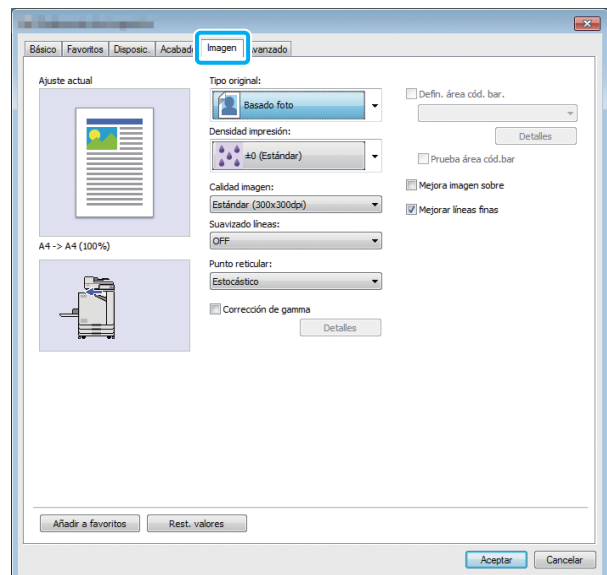 Básico Favoritos Disposic. Acabado Imagen Avanzado
Ajuste actual
A4 -> A4 (100%)
Tipo original:
Basado foto
Densidad impresión:
±0 (Estándar)
Calidad imagen:
Estándar (300x300dpi)
Suavizado líneas:
OFF
Punto reticular:
Estocástico
Corrección de gamma
Detalles
Defin. área cód. bar.
Detalles
Prueba área cód.bar
Mejora imagen sobre
Mejorar líneas finas
Añadir a favoritos Rest. valores
Aceptar Cancelar